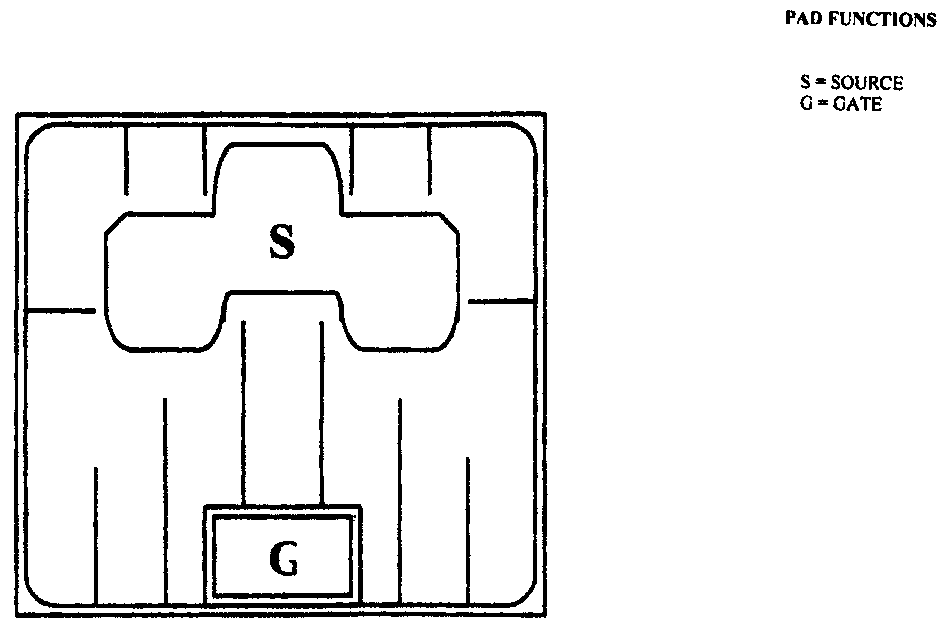 PAD FUNCTIONS
S = SOURCE
G = GATE
S
G